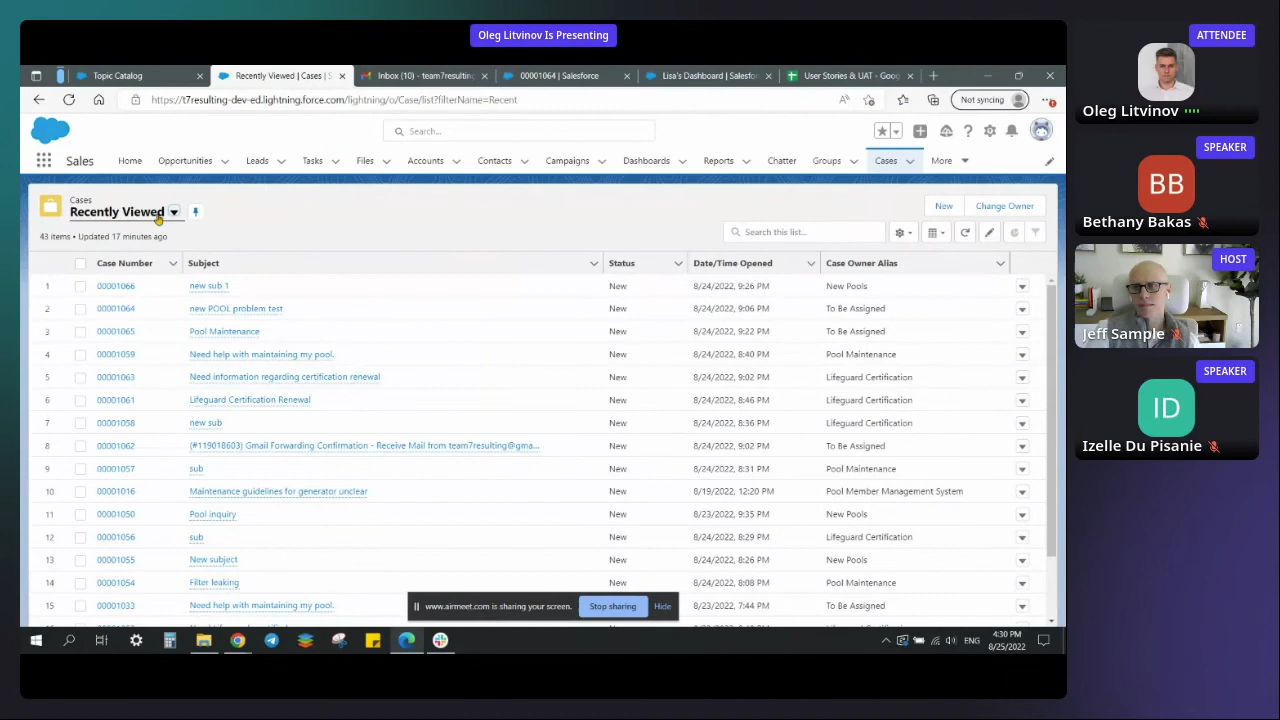 Oleg Litvinov Is Presenting
Topic Catalog
Recently Viewed | Cases | S
Inbox (10) - team7resulting
00001064 | Salesforce
Lisa's Dashboard | Salesfor
User Stories & UAT - Goog
https://t7resulting-dev-ed.lightning.force.com/lightning/o/Case/list?filterName=Recent
Not syncing
Search...
Sales
Home
Opportunities
Leads
Tasks
Files
Accounts
Contacts
Campaigns
Dashboards
Reports
Chatter
Groups
Cases
More
Cases
Recently Viewed
New
Change Owner
43 items • Updated 17 minutes ago
Search this list...
Case Number
Subject
Status
Date/Time Opened
Case Owner Alias
1 00001066 new sub 1 New 8/24/2022, 9:26 PM New Pools
2 00001064 new POOL problem test New 8/24/2022, 9:06 PM To Be Assigned
3 00001065 Pool Maintenance New 8/24/2022, 9:22 PM To Be Assigned
4 00001059 Need help with maintaining my pool. New 8/24/2022, 8:40 PM Pool Maintenance
5 00001063 Need information regarding certification renewal New 8/24/2022, 9:02 PM Lifeguard Certification
6 00001061 Lifeguard Certification Renewal New 8/24/2022, 8:46 PM Lifeguard Certification
7 00001058 new sub New 8/24/2022, 8:36 PM Lifeguard Certification
8 00001062 (#119018603) Gmail Forwarding Confirmation - Receive Mail from team7resulting@gma... New 8/24/2022, 9:02 PM To Be Assigned
9 00001057 sub New 8/24/2022, 8:31 PM Pool Maintenance
10 00001016 Maintenance guidelines for generator unclear New 8/19/2022, 12:20 PM Pool Member Management System
11 00001050 Pool inquiry New 8/23/2022, 9:35 PM New Pools
12 00001056 sub New 8/24/2022, 8:29 PM Lifeguard Certification
13 00001055 New subject New 8/24/2022, 8:26 PM New Pools
14 00001054 Filter leaking New 8/24/2022, 8:08 PM Pool Maintenance
15 00001033 Need help with maintaining my pool. New 8/23/2022, 7:44 PM To Be Assigned
www.airmeet.com is sharing your screen.
Stop sharing
Hide
ENG
4:30 PM
8/25/2022
ATTENDEE
Oleg Litvinov
SPEAKER
BB
Bethany Bakas
HOST
Jeff Sample
SPEAKER
ID
Izelle Du Pisanie